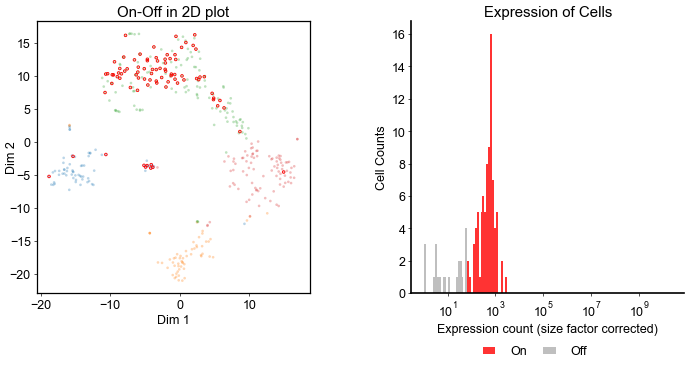 On-Off in 2D plot
Dim 2
15
10
5
0
−5
−10
−15
−20
−20 −10 0 10
Dim 1
Expression of Cells
Cell Counts
16
14
12
10
8
6
4
2
0
10^1 10^3 10^5 10^7 10^9
Expression count (size factor corrected)
On Off